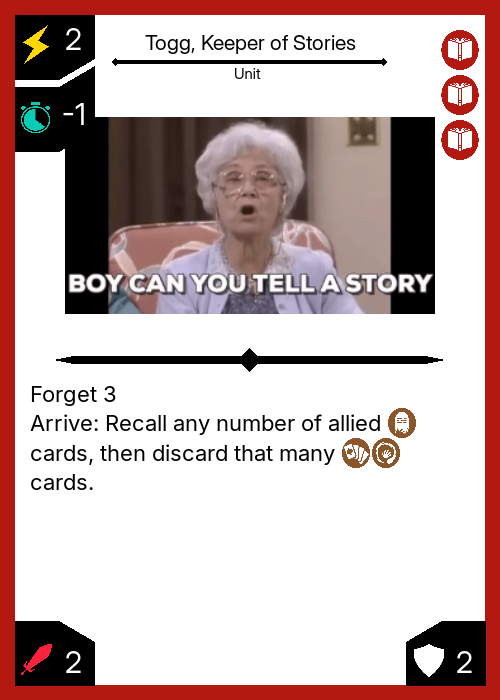 2
Togg, Keeper of Stories
Unit
-1
BOY CAN YOU TELL A STORY
Forget 3
Arrive: Recall any number of allied
cards, then discard that many
cards.
2
2